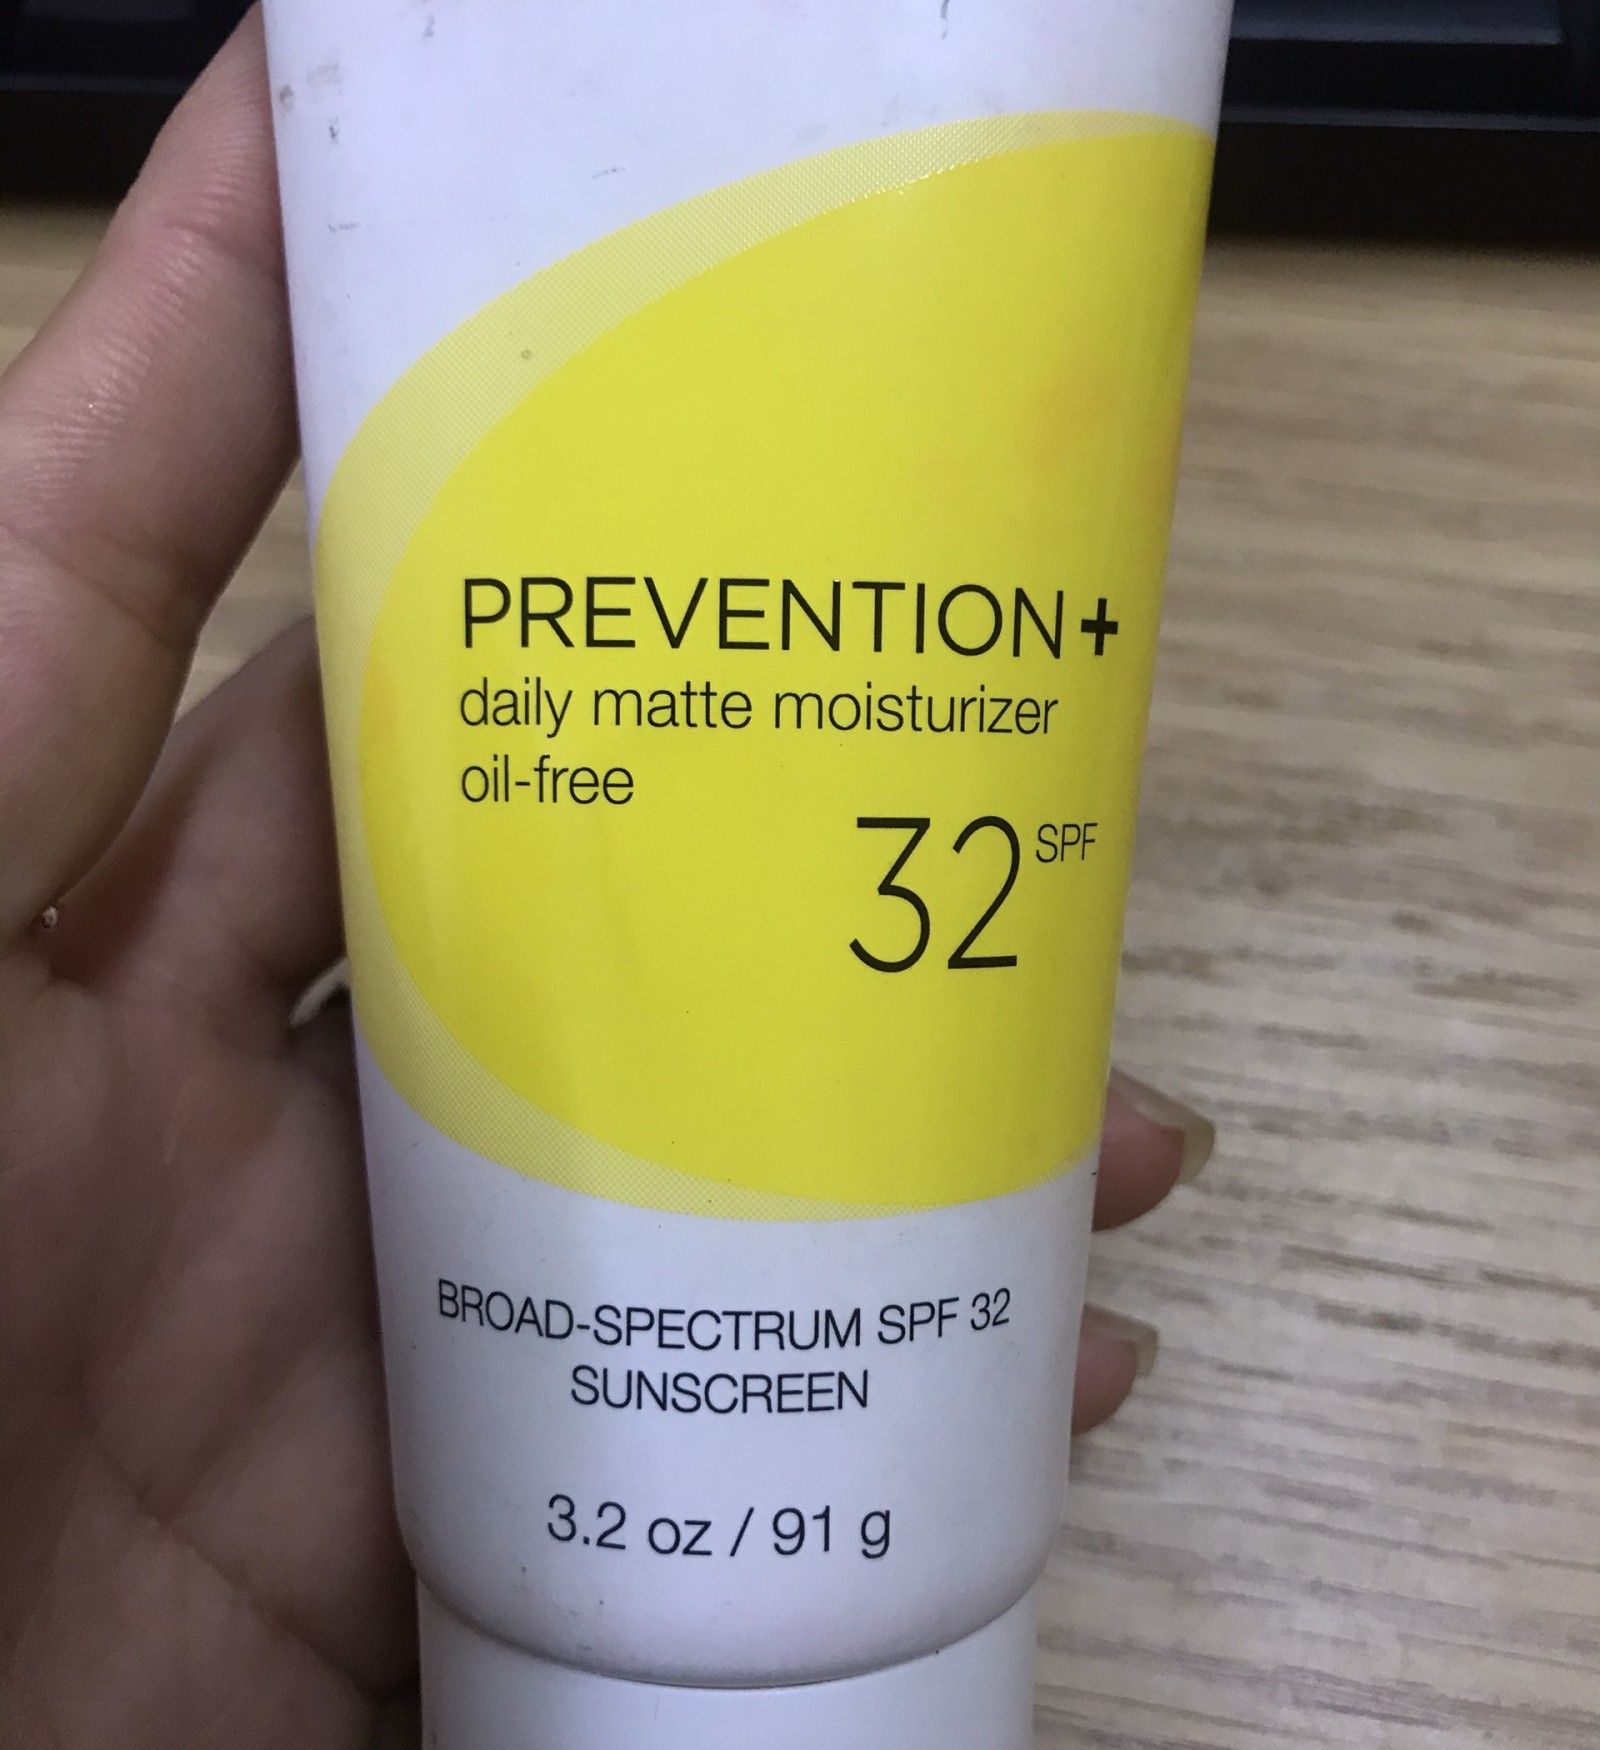 PREVENTION+
daily matte moisturizer
oil-free
32 SPF
BROAD-SPECTRUM SPF 32
SUNSCREEN
3.2 oz / 91 g